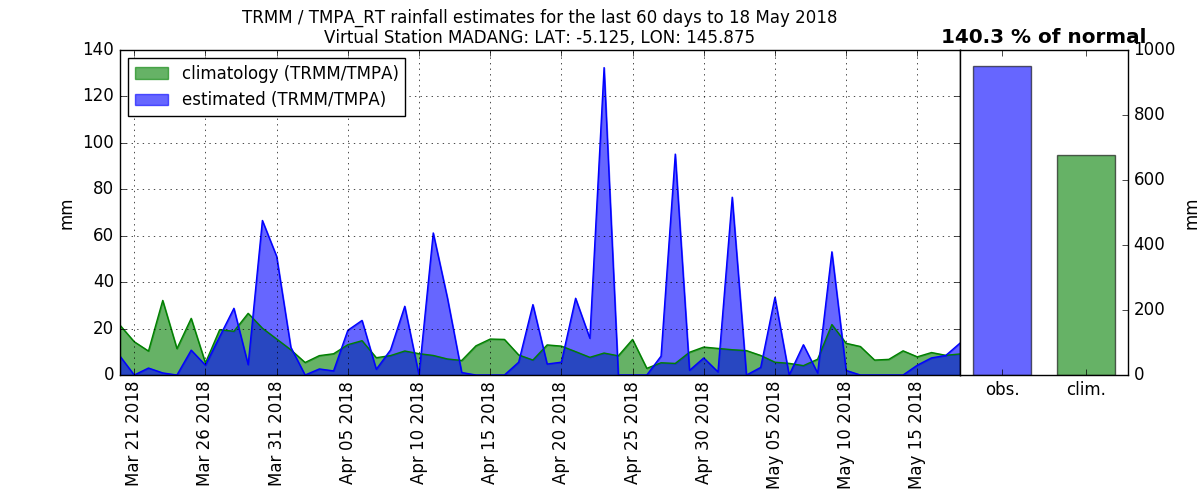 TRMM / TMPA_RT rainfall estimates for the last 60 days to 18 May 2018
Virtual Station MADANG: LAT: -5.125, LON: 145.875
140.3 % of normal
climatology (TRMM/TMPA)
estimated (TRMM/TMPA)
140
120
100
80
60
40
20
0
mm
Mar 21 2018
Mar 26 2018
Mar 31 2018
Apr 05 2018
Apr 10 2018
Apr 15 2018
Apr 20 2018
Apr 25 2018
Apr 30 2018
May 05 2018
May 10 2018
May 15 2018
obs.
clim.
1000
800
600
400
200
0
mm